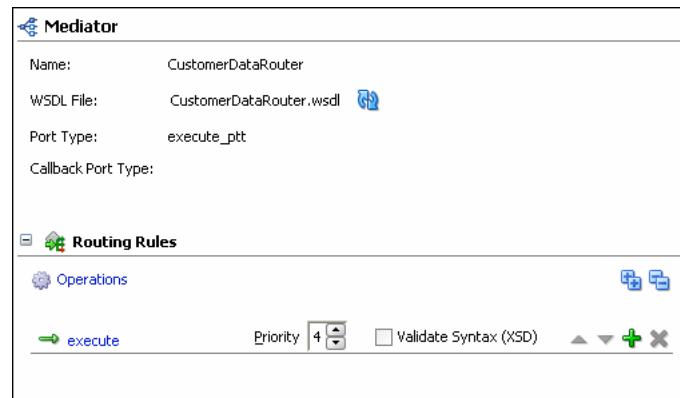 Mediator
Name: CustomerDataRouter
WSDL File: CustomerDataRouter.wsdl
Port Type: execute_ptt
Callback Port Type:
Routing Rules
Operations
execute Priority 4 Validate Syntax (XSD)